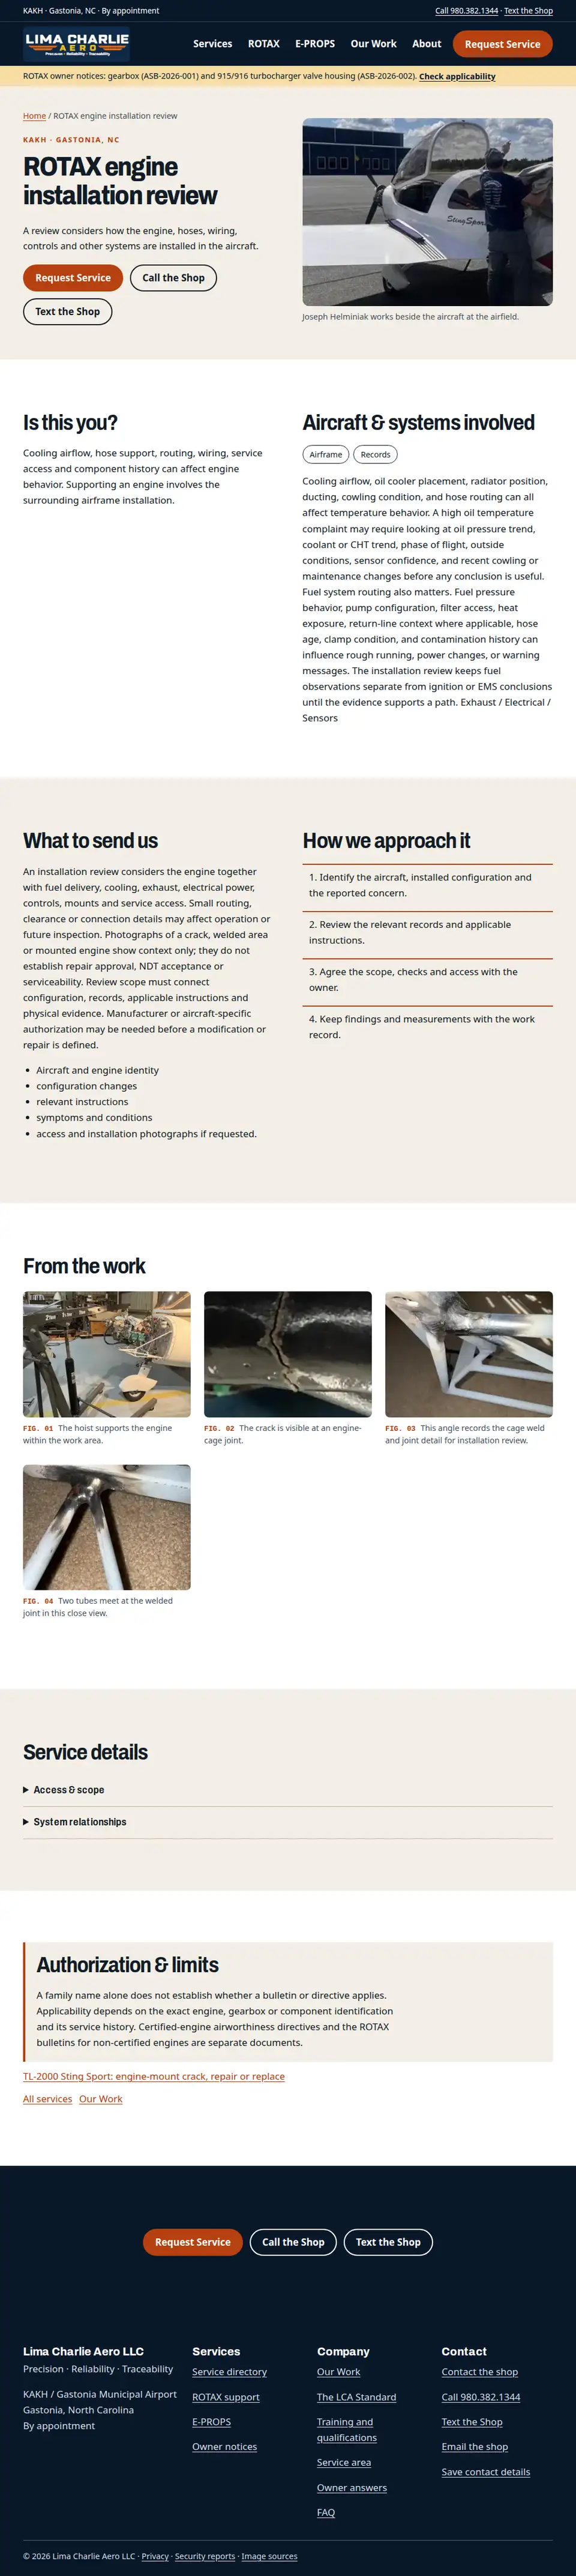 KAKH · Gastonia, NC · By appointment
Call 980.382.1344 · Text the Shop
LIMA CHARLIE
AERO
Precision • Reliability • Traceability
Services
ROTAX
E-PROPS
Our Work
About
Request Service
ROTAX owner notices: gearbox (ASB-2026-001) and 915/916 turbocharger valve housing (ASB-2026-002). Check applicability
Home / ROTAX engine installation review
KAKH · GASTONIA, NC
ROTAX engine
installation review
A review considers how the engine, hoses, wiring,
controls and other systems are installed in the aircraft.
Request Service
Call the Shop
Text the Shop
StingSport
Joseph Helminiak works beside the aircraft at the airfield.
Is this you?
Cooling airflow, hose support, routing, wiring, service
access and component history can affect engine
behavior. Supporting an engine involves the
surrounding airframe installation.
Aircraft & systems involved
Airframe
Records
Cooling airflow, oil cooler placement, radiator position,
ducting, cowling condition, and hose routing can all
affect temperature behavior. A high oil temperature
complaint may require looking at oil pressure trend,
coolant or CHT trend, phase of flight, outside
conditions, sensor confidence, and recent cowling or
maintenance changes before any conclusion is useful.
Fuel system routing also matters. Fuel pressure
behavior, pump configuration, filter access, heat
exposure, return-line context where applicable, hose
age, clamp condition, and contamination history can
influence rough running, power changes, or warning
messages. The installation review keeps fuel
observations separate from ignition or EMS conclusions
until the evidence supports a path. Exhaust / Electrical /
Sensors
What to send us
An installation review considers the engine together
with fuel delivery, cooling, exhaust, electrical power,
controls, mounts and service access. Small routing,
clearance or connection details may affect operation or
future inspection. Photographs of a crack, welded area
or mounted engine show context only; they do not
establish repair approval, NDT acceptance or
serviceability. Review scope must connect
configuration, records, applicable instructions and
physical evidence. Manufacturer or aircraft-specific
authorization may be needed before a modification or
repair is defined.
• Aircraft and engine identity
• configuration changes
• relevant instructions
• symptoms and conditions
• access and installation photographs if requested.
How we approach it
1. Identify the aircraft, installed configuration and
the reported concern.
2. Review the relevant records and applicable
instructions.
3. Agree the scope, checks and access with the
owner.
4. Keep findings and measurements with the work
record.
From the work
FIG. 01 The hoist supports the engine
within the work area.
FIG. 02 The crack is visible at an engine-
cage joint.
FIG. 03 This angle records the cage weld
and joint detail for installation review.
FIG. 04 Two tubes meet at the welded
joint in this close view.
Service details
Access & scope
System relationships
Authorization & limits
A family name alone does not establish whether a bulletin or directive applies.
Applicability depends on the exact engine, gearbox or component identification
and its service history. Certified-engine airworthiness directives and the ROTAX
bulletins for non-certified engines are separate documents.
TL-2000 Sting Sport: engine-mount crack, repair or replace
All services
Our Work
Request Service
Call the Shop
Text the Shop
Lima Charlie Aero LLC
Precision · Reliability · Traceability
KAKH / Gastonia Municipal Airport
Gastonia, North Carolina
By appointment
Services
Service directory
ROTAX support
E-PROPS
Owner notices
Company
Our Work
The LCA Standard
Training and
qualifications
Service area
Owner answers
FAQ
Contact
Contact the shop
Call 980.382.1344
Text the Shop
Email the shop
Save contact details
© 2026 Lima Charlie Aero LLC · Privacy · Security reports · Image sources